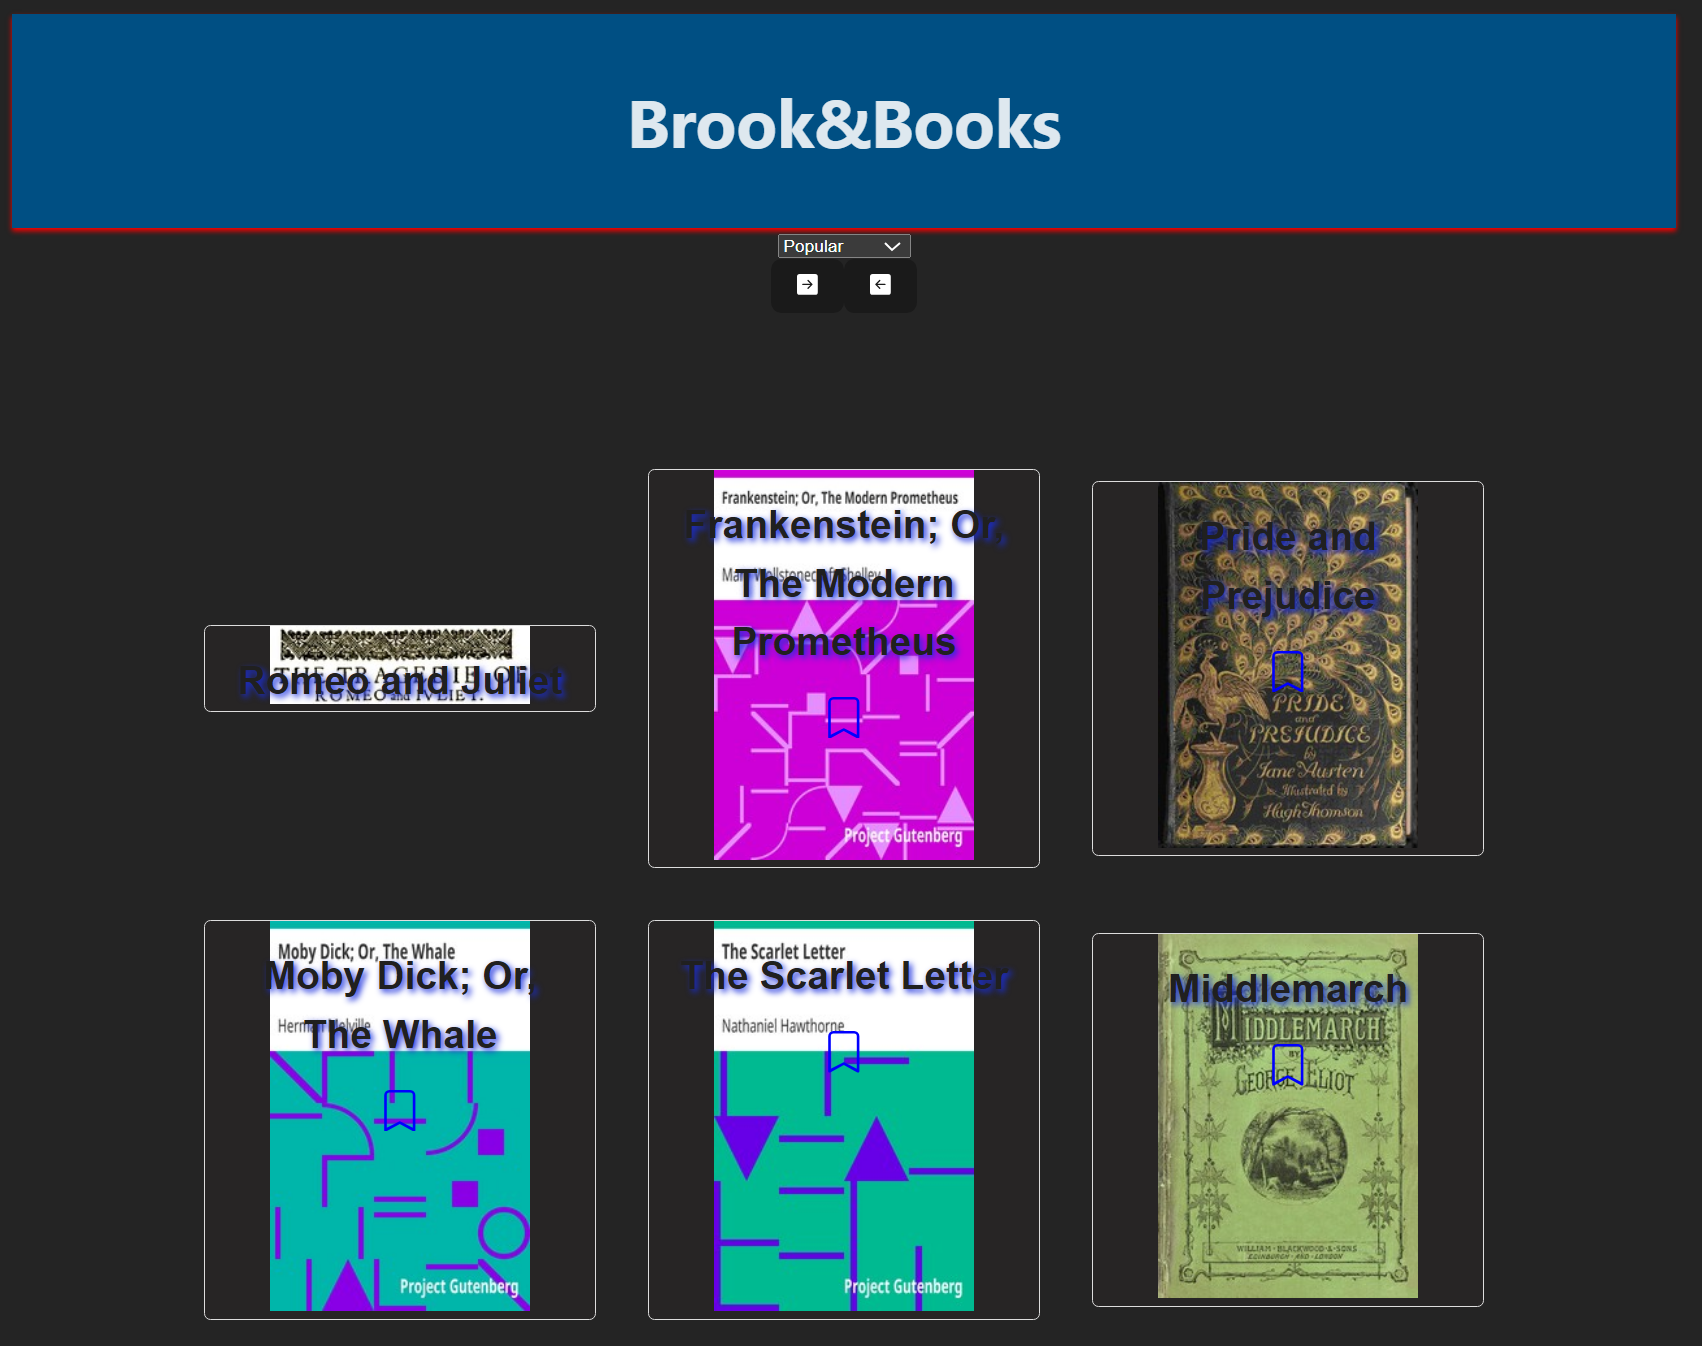 Brook&Books
Popular
THE TRAGEDIE OF
ROMEO and IVLIET.
Romeo and Juliet
Frankenstein; Or, The Modern Prometheus
Mary Wollstonecraft Shelley
Frankenstein; Or,
The Modern
Prometheus
Project Gutenberg
Pride and
Prejudice
PRIDE
and
PREJUDICE
by
Jane Austen
Illustrated by
Hugh Thomson
Moby Dick; Or, The Whale
Herman Melville
Moby Dick; Or,
The Whale
Project Gutenberg
The Scarlet Letter
The Scarlet Letter
Nathaniel Hawthorne
Project Gutenberg
Middlemarch
MIDDLEMARCH
BY
GEORGE ELIOT
WILLIAM·BLACKWOOD·&·SONS
EDINBURGH·AND·LONDON